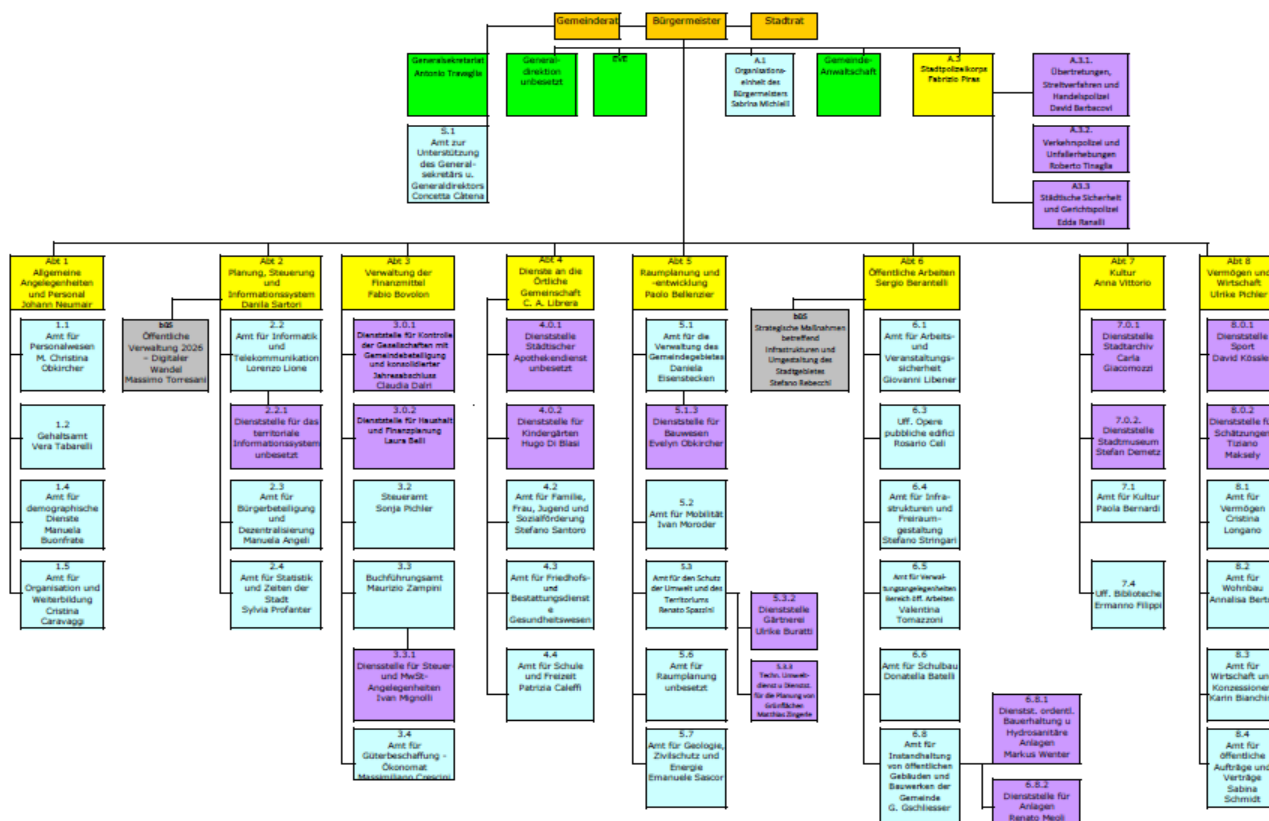 Gemeinderat
Bürgermeister
Stadtrat
Generalsekretariat
Antonio Travaglia
General-
direktion
unbesetzt
EVE
A.1
Organisations-
einheit des
Bürgermeisters
Sabrina Michielli
Gemeinde-
Anwaltschaft
A.3
Stadtpolizeikorps
Fabrizio Piras
A.3.1.
Übertretungen,
Streitverfahren und
Handelspolizei
David Barbacovi
S.1
Amt zur
Unterstützung
des General-
sekretärs u.
Generaldirektors
Concetta Càtena
A.3.2.
Verkehrspolizei und
Unfallerhebungen
Roberto Tinaglia
A3.3
Städtische Sicherheit
und Gerichtspolizei
Edda Ranalli
Abt 1
Allgemeine
Angelegenheiten
und Personal
Johann Neumair
Abt 2
Planung, Steuerung
und
Informationssystem
Danila Sartori
Abt 3
Verwaltung der
Finanzmittel
Fabio Bovolon
Abt 4
Dienste an die
Örtliche
Gemeinschaft
C. A. Librera
Abt 5
Raumplanung und
-entwicklung
Paolo Bellenzier
Abt 6
Öffentliche Arbeiten
Sergio Berantelli
Abt 7
Kultur
Anna Vittorio
Abt 8
Vermögen und
Wirtschaft
Ulrike Pichler
1.1
Amt für
Personalwesen
M. Christina
Obkircher
bθS
Öffentliche
Verwaltung 2026
– Digitaler
Wandel
Massimo Torresani
2.2
Amt für Informatik
und
Telekommunikation
Lorenzo Lione
3.0.1
Dienststelle für Kontrolle
der Gesellschaften mit
Gemeindebeteiligung
und konsolidierter
Jahresabschluss
Claudia Dalri
4.0.1
Dienststelle
Städtischer
Apothekendienst
unbesetzt
5.1
Amt für die
Verwaltung des
Gemeindegebietes
Daniela
Eisenstecken
bθS
Strategische Maßnahmen
betreffend
Infrastrukturen und
Umgestaltung des
Stadtgebietes
Stefano Rebecchi
6.1
Amt für Arbeits-
und
Veranstaltungs-
sicherheit
Giovanni Libener
7.0.1
Dienststelle
Stadtarchiv
Carla
Giacomozzi
8.0.1
Dienststelle
Sport
David Kössle
1.2
Gehaltsamt
Vera Tabarelli
2.2.1
Dienststelle für das
territoriale
Informationssystem
unbesetzt
3.0.2
Dienststelle für Haushalt
und Finanzplanung
Laura Belli
4.0.2
Dienststelle für
Kindergärten
Hugo Di Biasi
5.1.3
Dienststelle für
Bauwesen
Evelyn Obkircher
6.3
Uff. Opere
pubbliche edifici
Rosario Celi
7.0.2.
Dienststelle
Stadtmuseum
Stefan Demetz
8.0.2
Dienststelle für
Schätzungen
Tiziano
Maksely
1.4
Amt für
demographische
Dienste
Manuela
Buonfrate
2.3
Amt für
Bürgerbeteiligung
und
Dezentralisierung
Manuela Angeli
3.2
Steueramt
Sonja Pichler
4.2
Amt für Familie,
Frau, Jugend und
Sozialförderung
Stefano Santoro
5.2
Amt für Mobilität
Ivan Moroder
6.4
Amt für Infra-
strukturen und
Freiraum-
gestaltung
Stefano Stringari
7.1
Amt für Kultur
Paola Bernardi
8.1
Amt für
Vermögen
Cristina
Longano
1.5
Amt für
Organisation und
Weiterbildung
Cristina
Caravaggi
2.4
Amt für Statistik
und Zeiten der
Stadt
Sylvia Profanter
3.3
Buchführungsamt
Maurizio Zampini
4.3
Amt für Friedhofs-
und
Bestattungsdienst
e
Gesundheitswesen
5.3
Amt für den Schutz
der Umwelt und des
Territoriums
Renato Spazzini
5.3.2
Dienststelle
Gärtnerei
Ulrike Buratti
6.5
Amt für Verwal-
tungsangelegenheiten
Bereich öff. Arbeiten
Valentina
Tomazzoni
7.4
Uff. Biblioteche
Ermanno Filippi
8.2
Amt für
Wohnbau
Annalisa Berto
3.3.1
Diensstelle für Steuer-
und MwSt-
Angelegenheiten
Ivan Mignolli
4.4
Amt für Schule
und Freizeit
Patrizia Caleffi
5.6
Amt für
Raumplanung
unbesetzt
5.3.3
Techn. Umwelt-
dienst u Dienstst.
für die Planung von
Grünflächen
Matthias Zingerle
6.6
Amt für Schulbau
Donatella Batelli
8.3
Amt für
Wirtschaft un
Konzessionen
Karin Bianchin
6.8.1
Dienstst. ordentl.
Bauerhaltung u
Hydrosanitäre
Anlagen
Markus Wenter
3.4
Amt für
Güterbeschaffung -
Ökonomat
Massimiliano Crescini
5.7
Amt für Geologie,
Zivilschutz und
Energie
Emanuele Sascor
6.8
Amt für
Instandhaltung
von öffentlichen
Gebäuden und
Bauwerken der
Gemeinde
G. Gschliesser
8.4
Amt für
öffentliche
Aufträge und
Verträge
Sabina
Schmidt
6.8.2
Dienststelle für
Anlagen
Renato Meoli